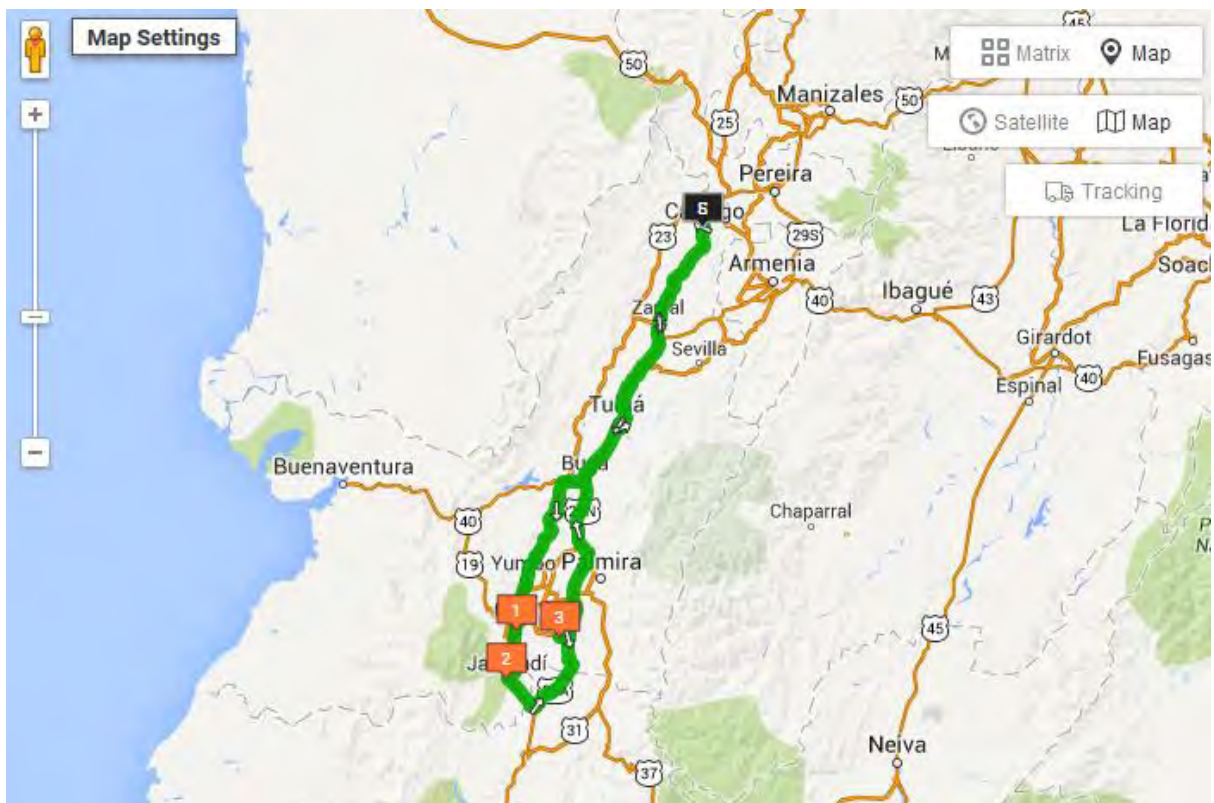 Map Settings
45
50
Matrix
Map
Manizales
50
25
Satellite
Map
Pereira
Tracking
23
29S
La Florid
Armenia
Soac
40
Ibagué
43
Sevilla
Girardot
Fusagas
40
Espinal
Buenaventura
Chaparral
40
19
Palmira
1
3
45
2
31
Neiva
37